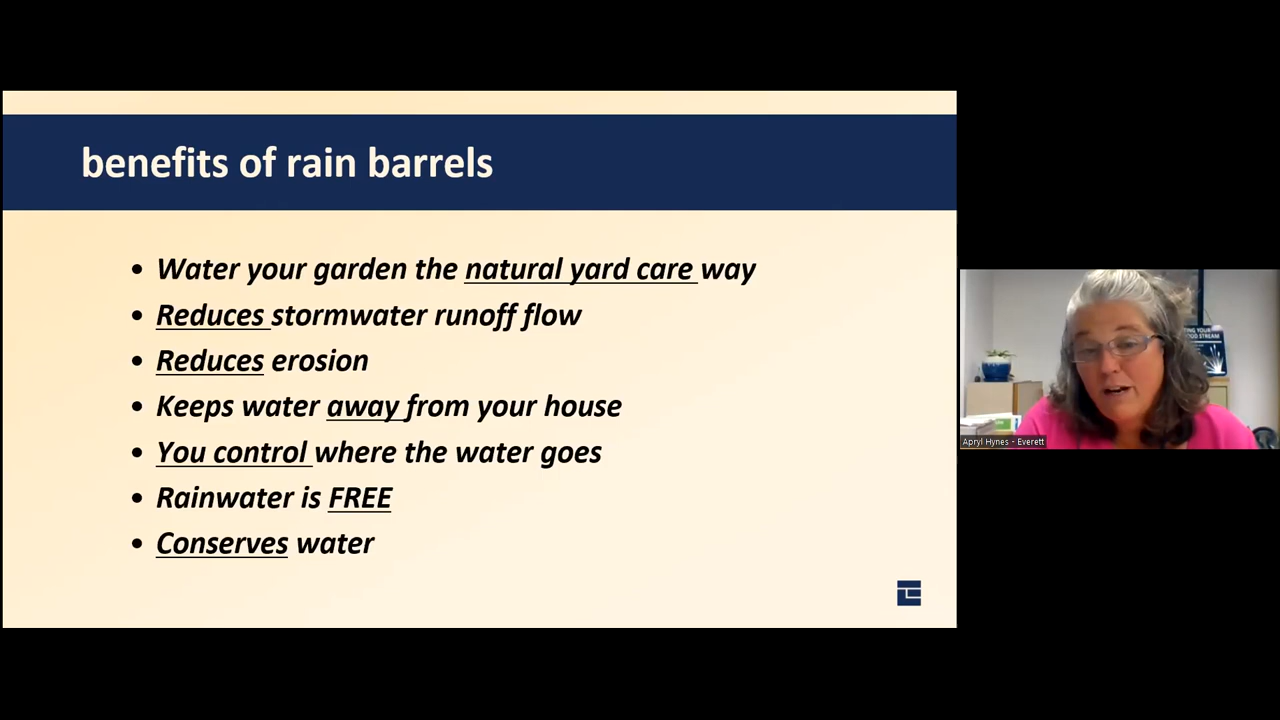 benefits of rain barrels
• Water your garden the natural yard care way
• Reduces stormwater runoff flow
• Reduces erosion
• Keeps water away from your house
• You control where the water goes
• Rainwater is FREE
• Conserves water
Apryl Hynes - Everett